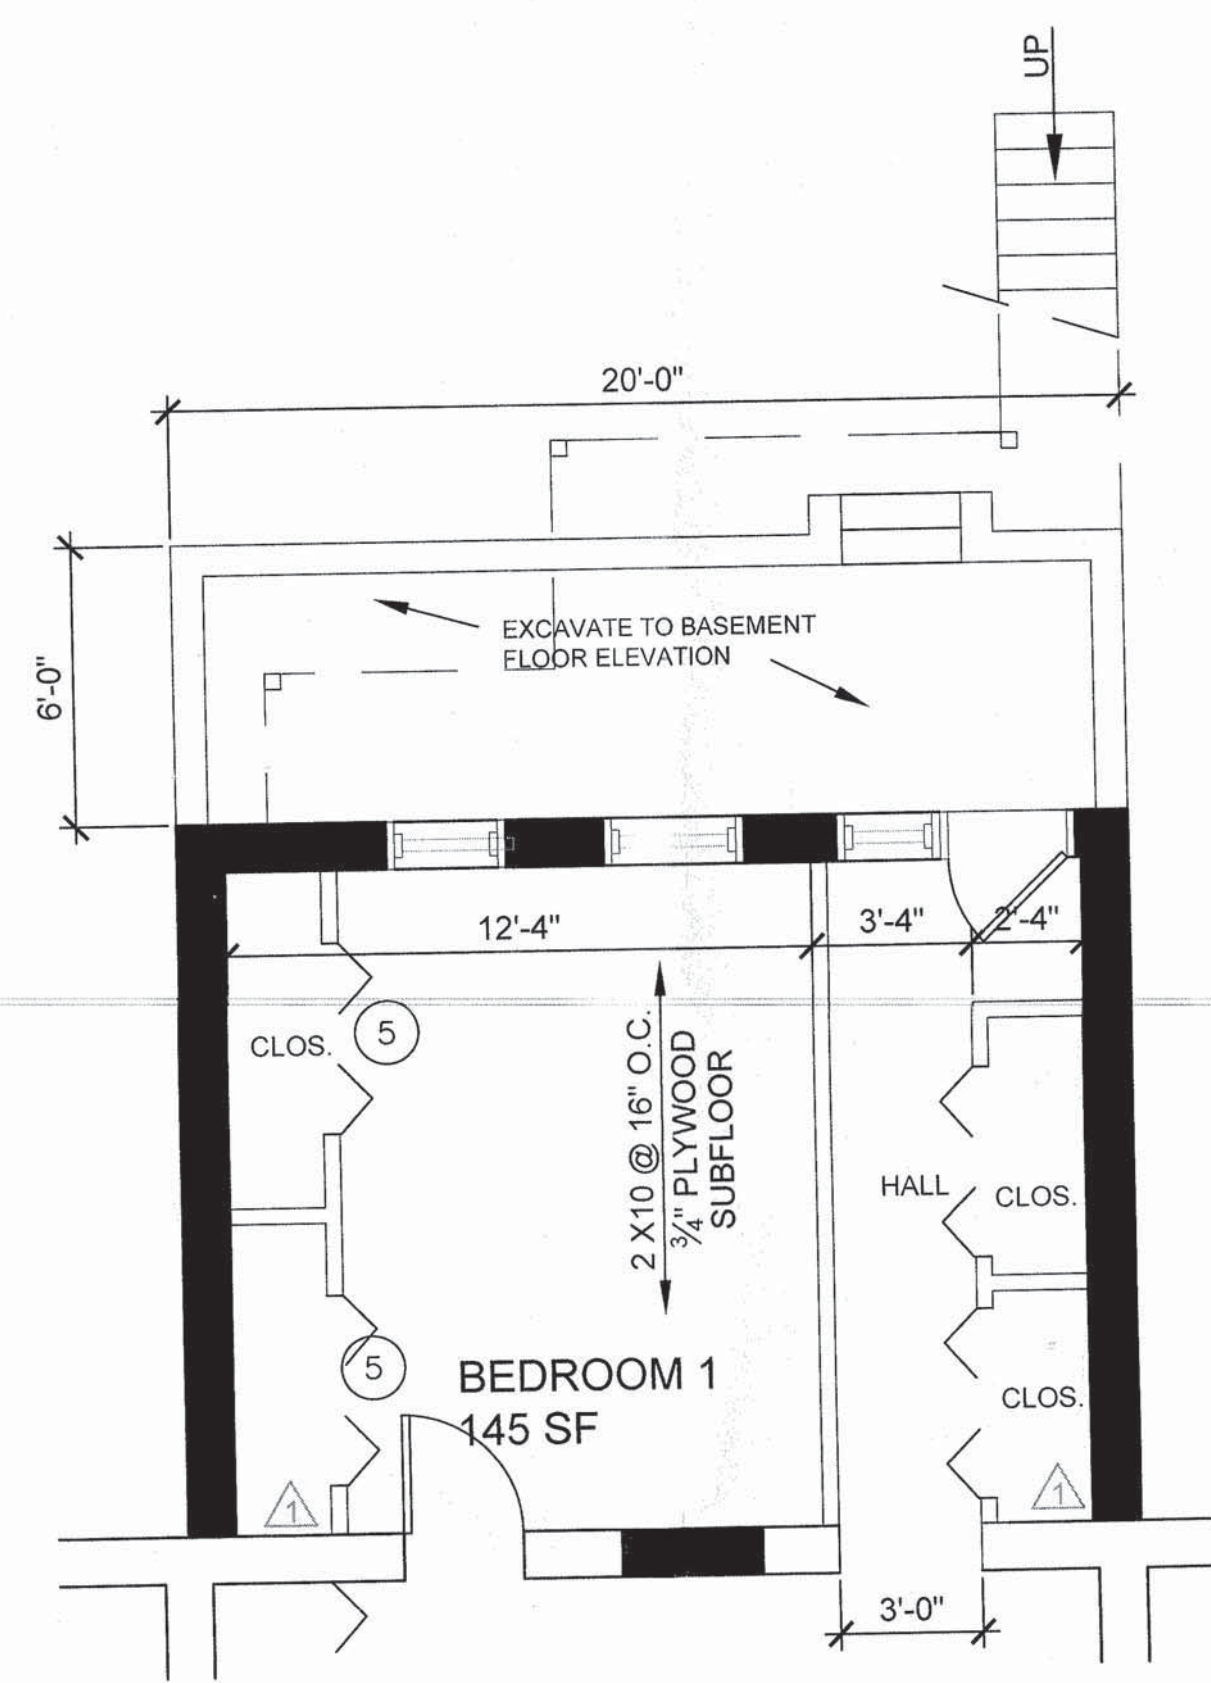 UP
20'-0"
6'-0"
EXCAVATE TO BASEMENT
FLOOR ELEVATION
12'-4"
3'-4"
2'-4"
CLOS.
5
2 X10 @ 16" O.C.
3/4" PLYWOOD
SUBFLOOR
HALL
CLOS.
5
BEDROOM 1
145 SF
CLOS.
1
1
3'-0"